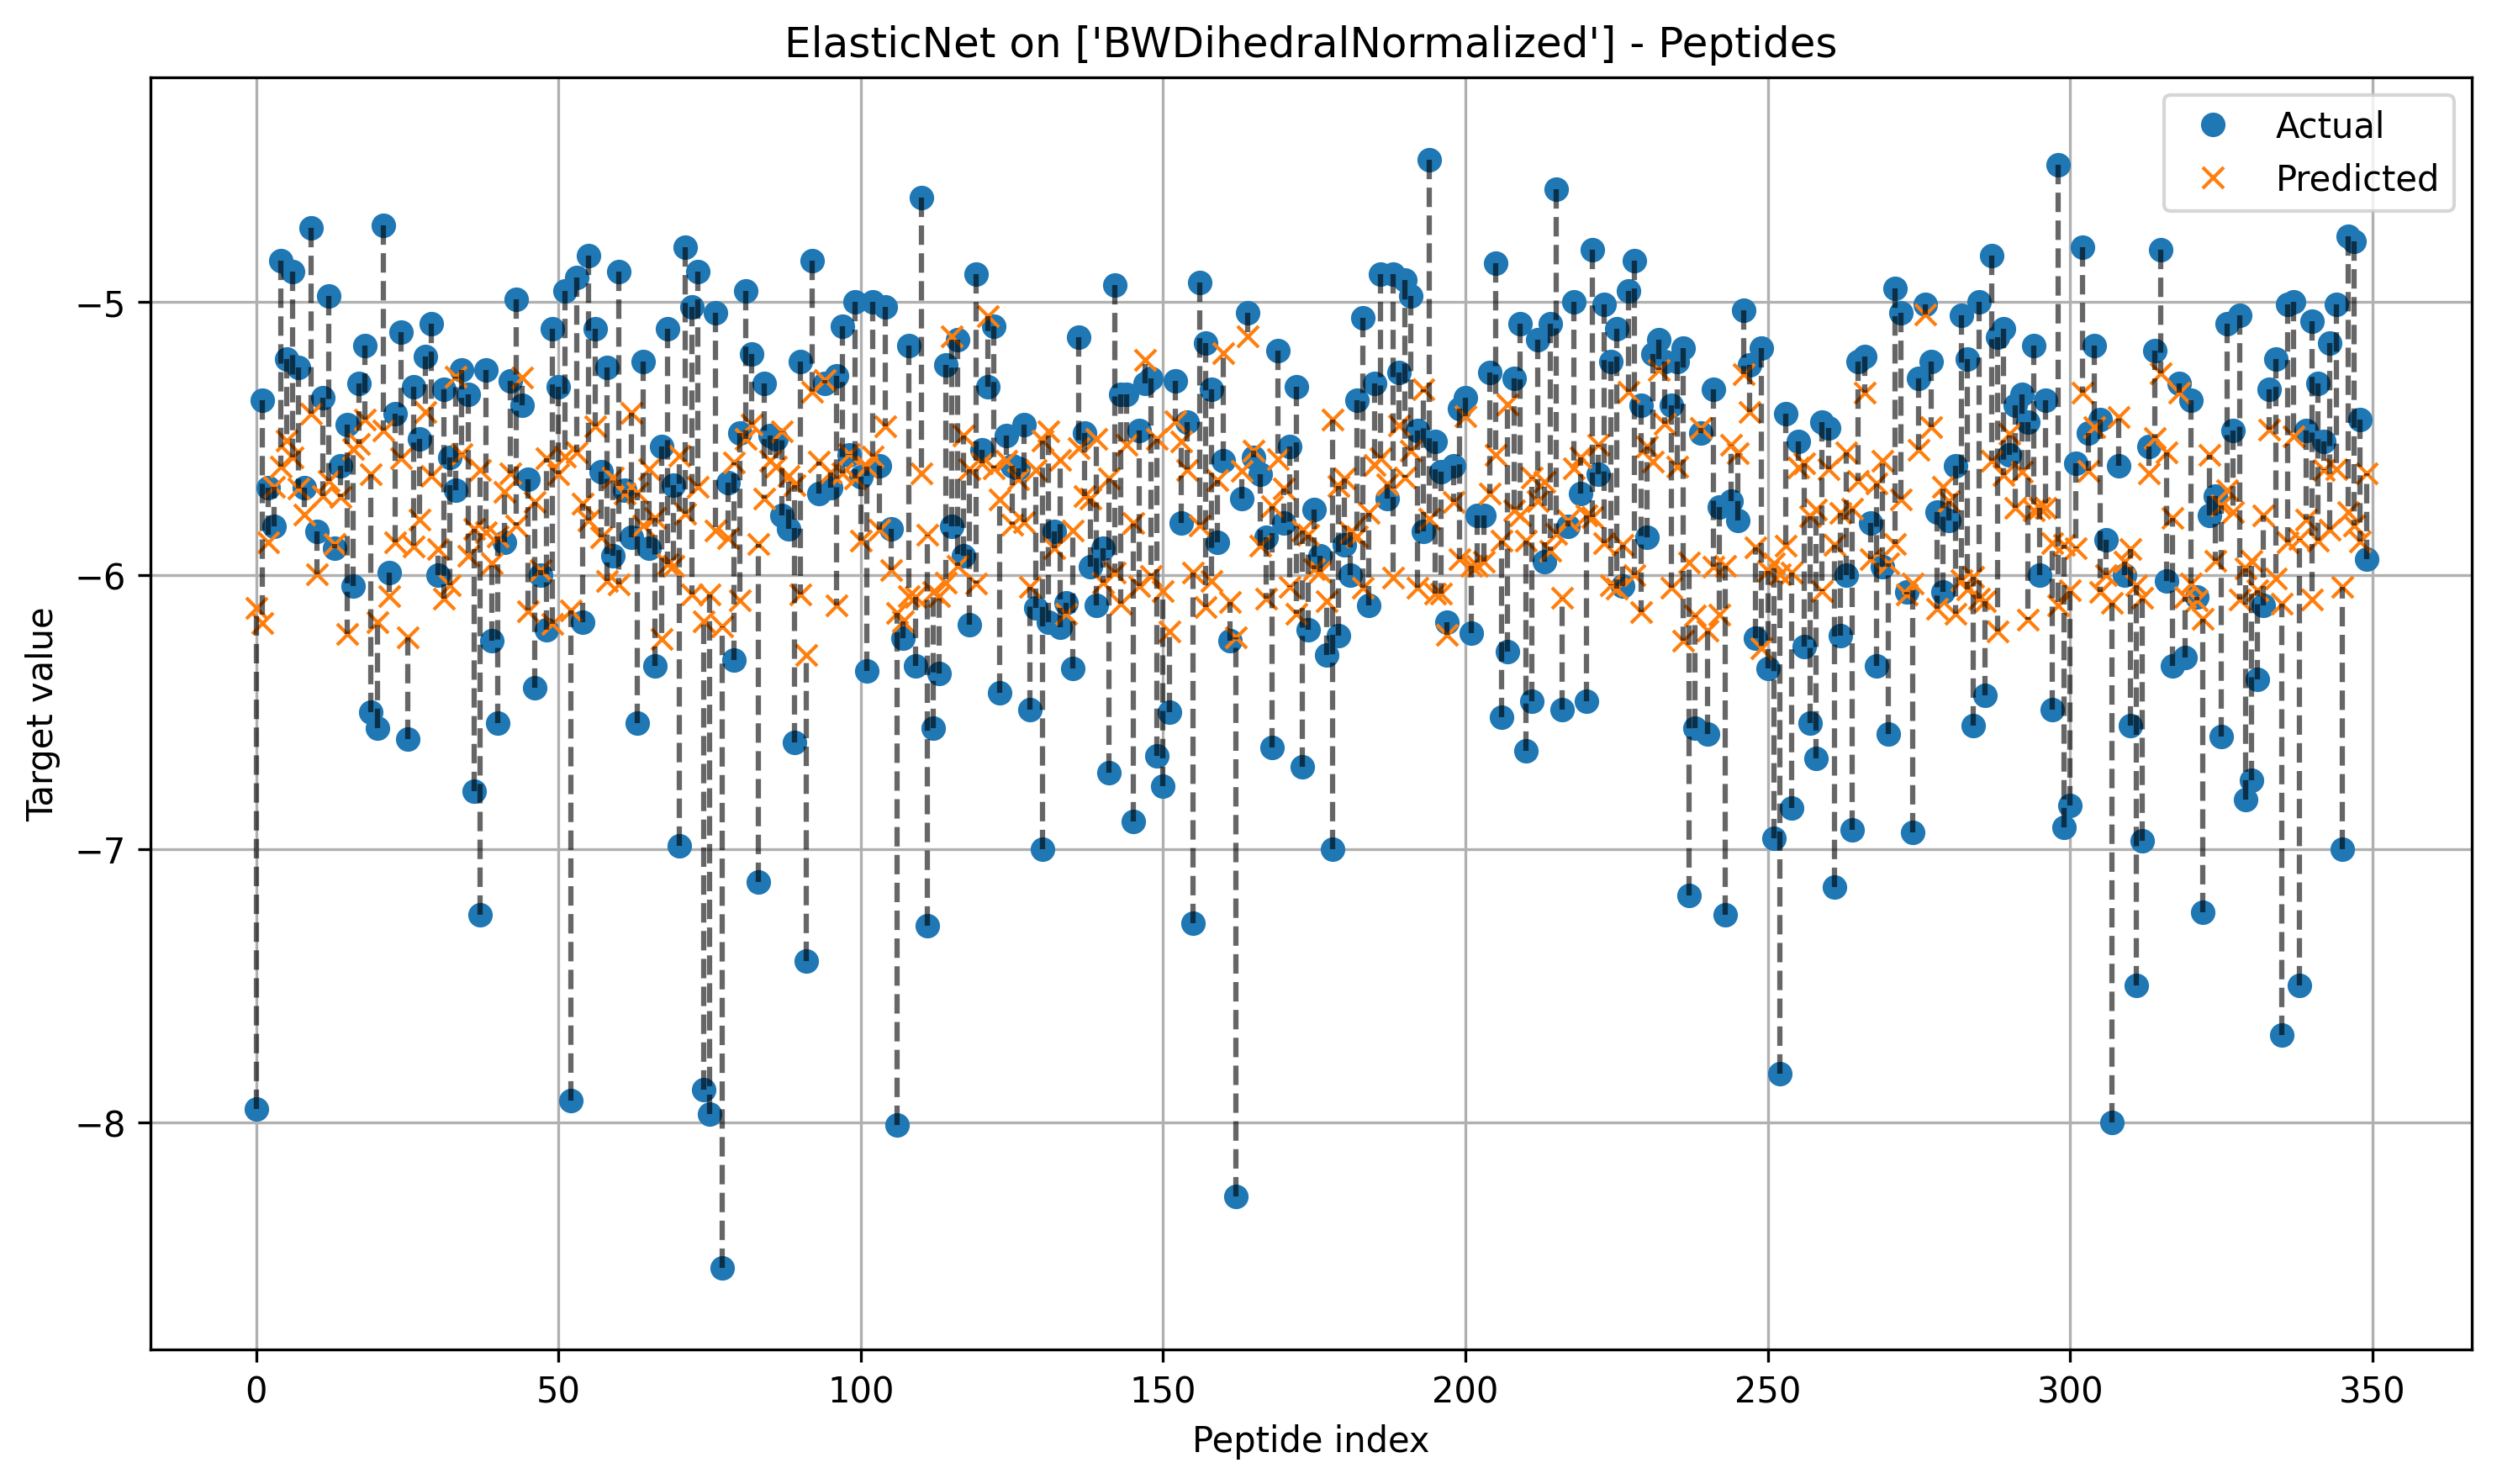 ElasticNet on ['BWDihedralNormalized'] - Peptides
Actual
Predicted
Target value
−5
−6
−7
−8
0 50 100 150 200 250 300 350
Peptide index